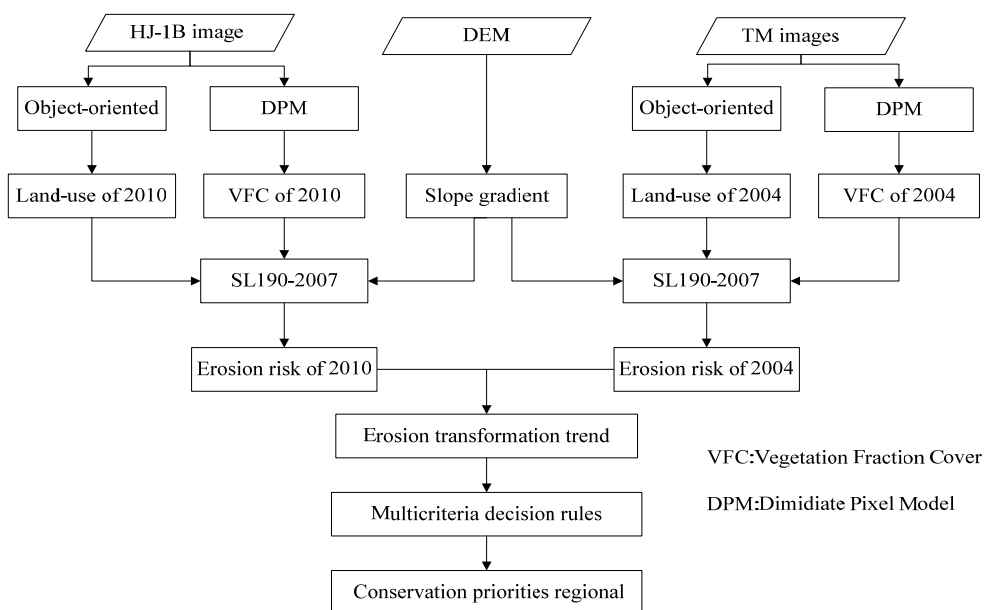 HJ-1B image
DEM
TM images
Object-oriented
DPM
Object-oriented
DPM
Land-use of 2010
VFC of 2010
Slope gradient
Land-use of 2004
VFC of 2004
SL190-2007
SL190-2007
Erosion risk of 2010
Erosion risk of 2004
Erosion transformation trend
VFC:Vegetation Fraction Cover
Multicriteria decision rules
DPM:Dimidiate Pixel Model
Conservation priorities regional